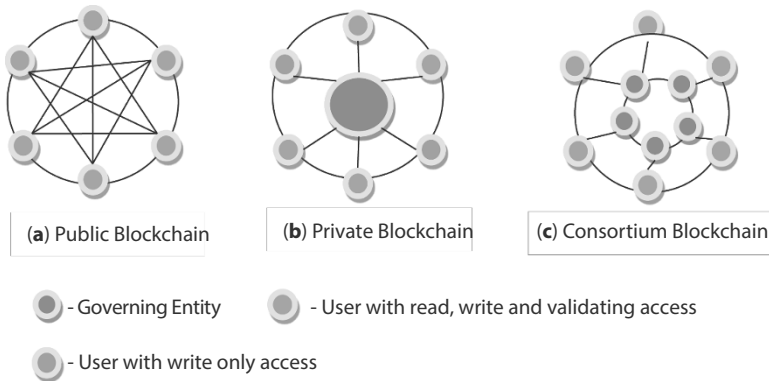 (a) Public Blockchain
(b) Private Blockchain
(c) Consortium Blockchain
- Governing Entity
- User with read, write and validating access
- User with write only access